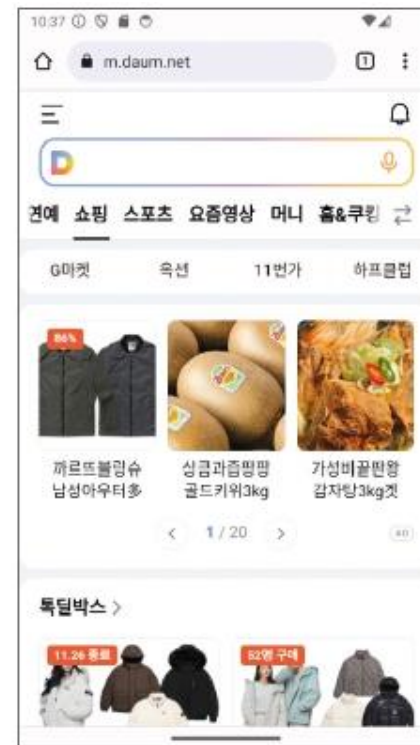 10:37
m.daum.net
1
D
연예 쇼핑 스포츠 요즘영상 머니 홈&쿠킹
G마켓 옥션 11번가 하프클럽
86%
까르뜨블랑슈 상큼과즙팡팡 가성비끝판왕
남성아우터多 골드키위3kg 감자탕3kg겟
1 / 20
AD
톡딜박스 >
11.26 종료 52명 구매